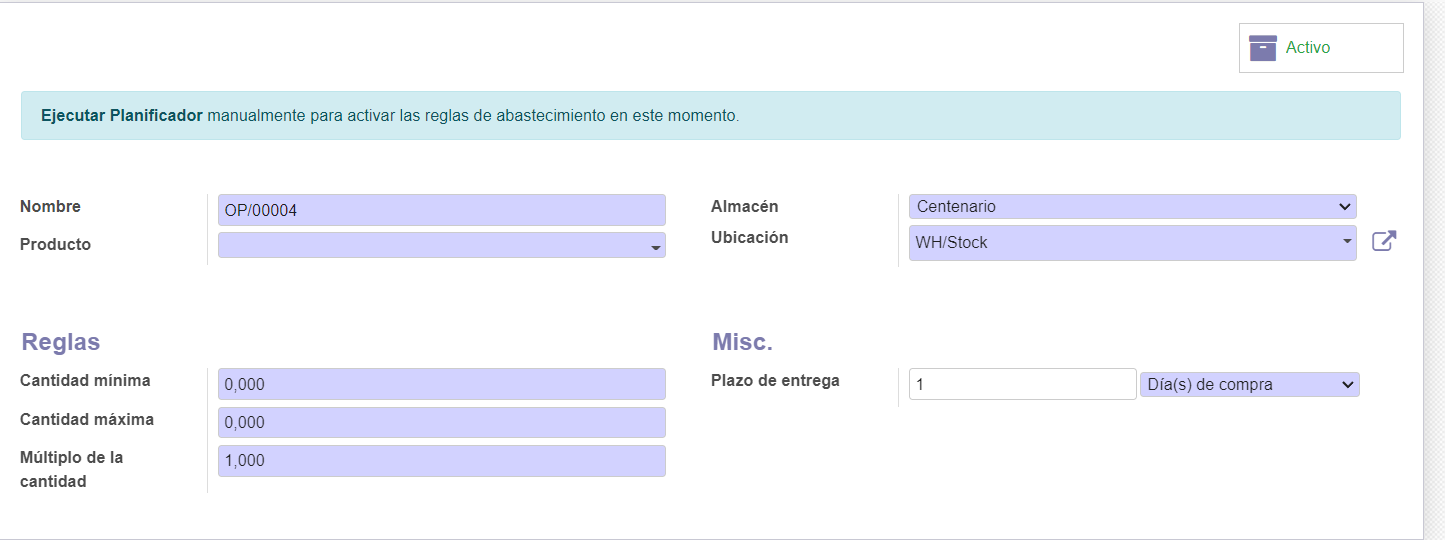 Activo
Ejecutar Planificador manualmente para activar las reglas de abastecimiento en este momento.
Nombre OP/00004
Producto
Almacén Centenario
Ubicación WH/Stock
Reglas
Cantidad mínima 0,000
Cantidad máxima 0,000
Múltiplo de la
cantidad 1,000
Misc.
Plazo de entrega 1 Día(s) de compra